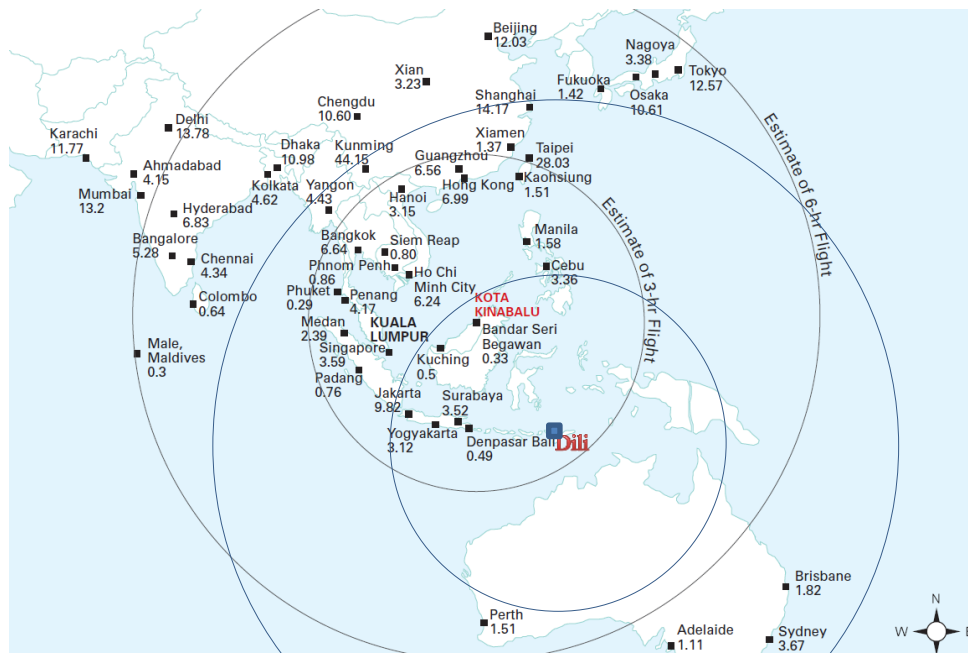 Beijing
12.03
Nagoya
3.38
Tokyo
12.57
Xian
3.23
Fukuoka
1.42
Osaka
10.61
Shanghai
14.17
Chengdu
10.60
Delhi
13.78
Karachi
11.77
Dhaka
10.98
Kunming
44.15
Xiamen
1.37
Taipei
28.03
Guangzhou
6.56
Ahmadabad
4.15
Kolkata
4.62
Yangon
4.43
Hanoi
3.15
Hong Kong
6.99
Kaohsiung
1.51
Mumbai
13.2
Hyderabad
6.83
Bangalore
5.28
Chennai
4.34
Bangkok
6.64
Siem Reap
0.80
Manila
1.58
Phnom Penh
0.86
Ho Chi
Minh City
6.24
Cebu
3.36
Colombo
0.64
Phuket
0.29
Penang
4.17
KOTA
KINABALU
Medan
2.39
KUALA
LUMPUR
Bandar Seri
Begawan
0.33
Male,
Maldives
0.3
Singapore
3.59
Kuching
0.5
Padang
0.76
Jakarta
9.82
Surabaya
3.52
Yogyakarta
3.12
Denpasar Bali
0.49
Dili
Estimate of 3-hr Flight
Estimate of 6-hr Flight
Brisbane
1.82
Perth
1.51
Adelaide
1.11
Sydney
3.67
N
W
E
S